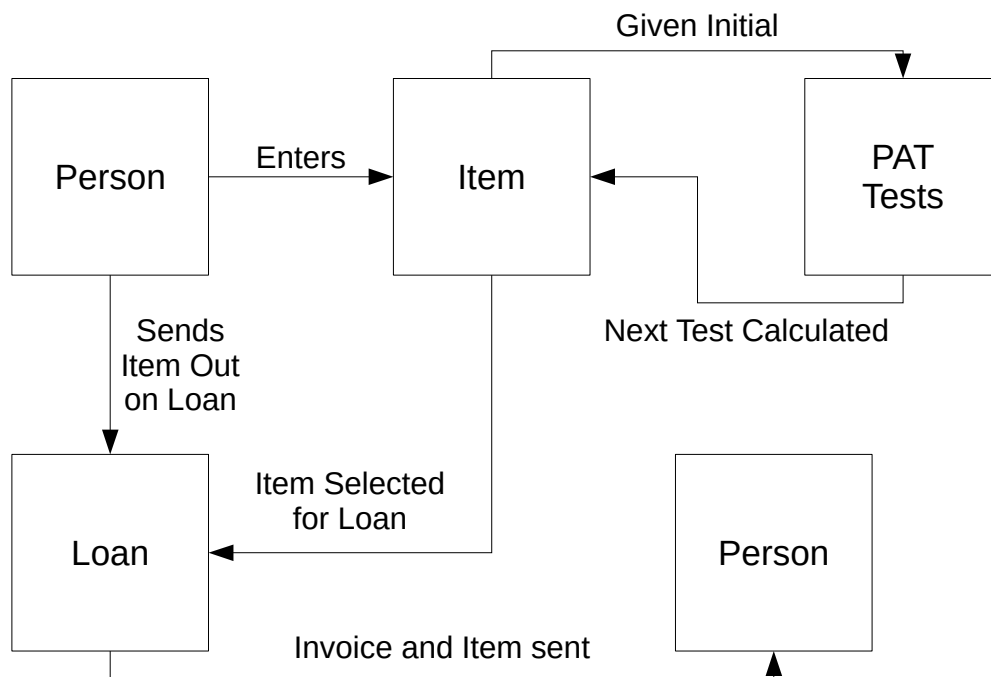 Given Initial
Person
Enters
Item
PAT
Tests
Sends
Item Out
on Loan
Next Test Calculated
Item Selected
for Loan
Loan
Person
Invoice and Item sent